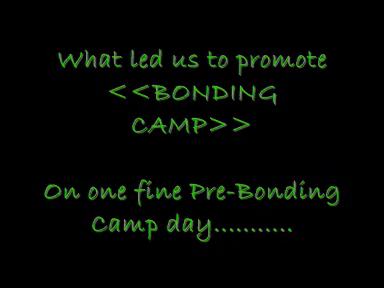 What led us to promote
<<BONDING
CAMP>>
On one fine Pre-Bonding
Camp day...........